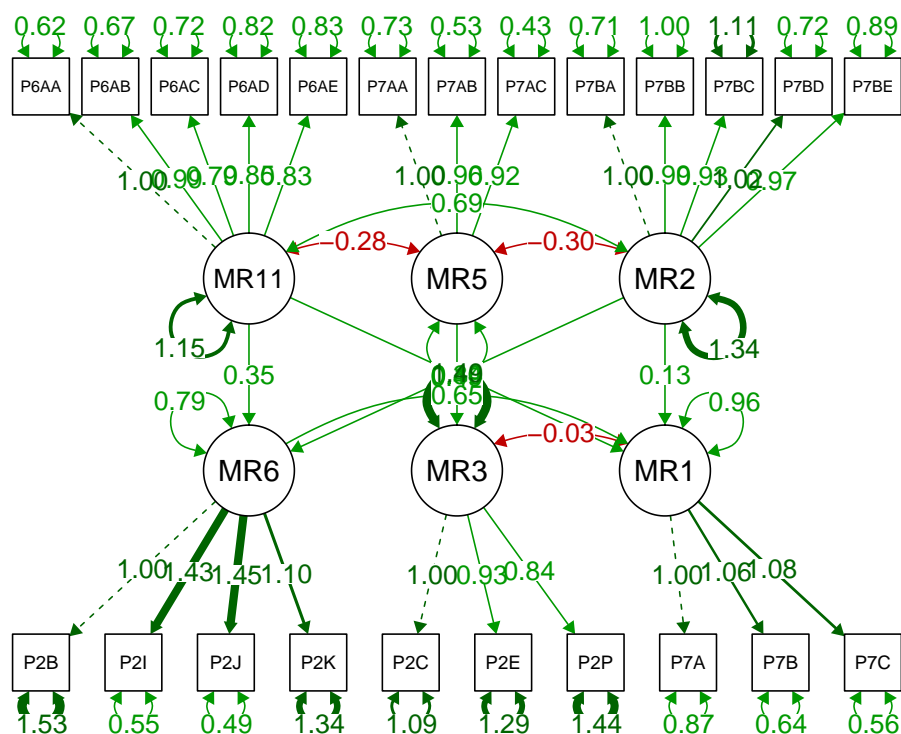 0.62 0.67 0.72 0.82 0.83 0.73 0.53 0.43 0.71 1.00 1.11 0.72 0.89
P6AA P6AB P6AC P6AD P6AE P7AA P7AB P7AC P7BA P7BB P7BC P7BD P7BE
1.00 0.99 0.79 0.85 0.83 1.00 0.96 0.92 1.00 0.99 0.93 1.02 0.97
0.69
−0.28 −0.30
MR11 MR5 MR2
1.15 1.34
0.35 0.13
0.79 0.65 0.96
−0.03
MR6 MR3 MR1
1.00 1.43 1.45 1.10 1.00 0.93 0.84 1.00 1.06 1.08
P2B P2I P2J P2K P2C P2E P2P P7A P7B P7C
1.53 0.55 0.49 1.34 1.09 1.29 1.44 0.87 0.64 0.56